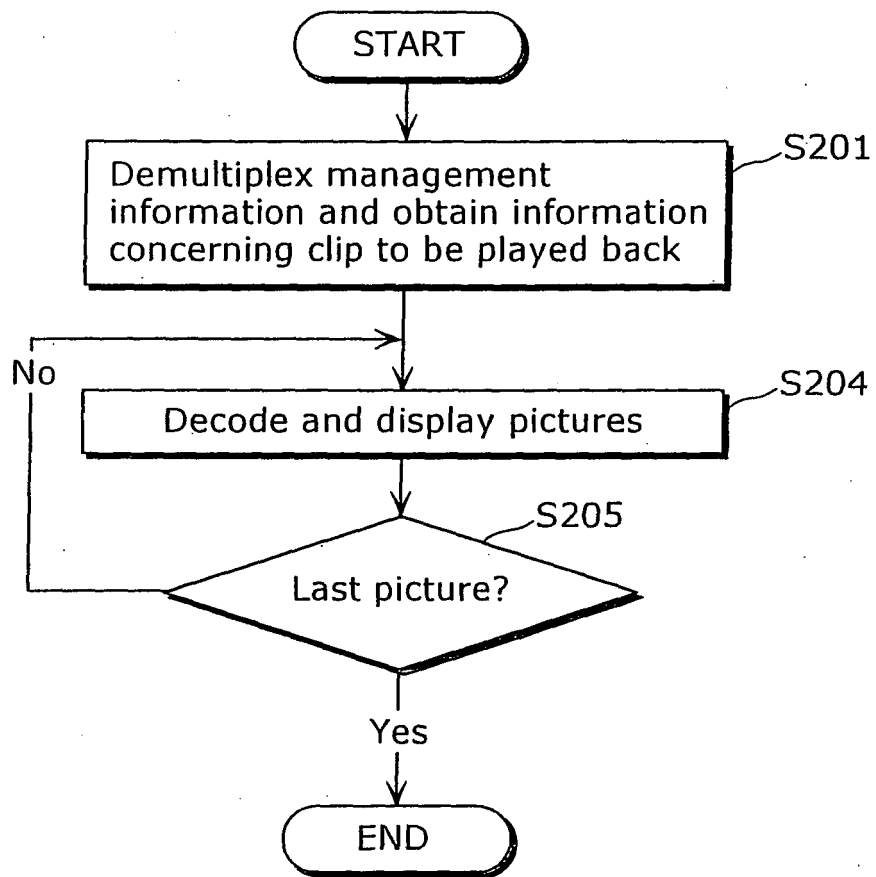 START
S201
Demultiplex management
information and obtain information
concerning clip to be played back
No
S204
Decode and display pictures
S205
Last picture?
Yes
END